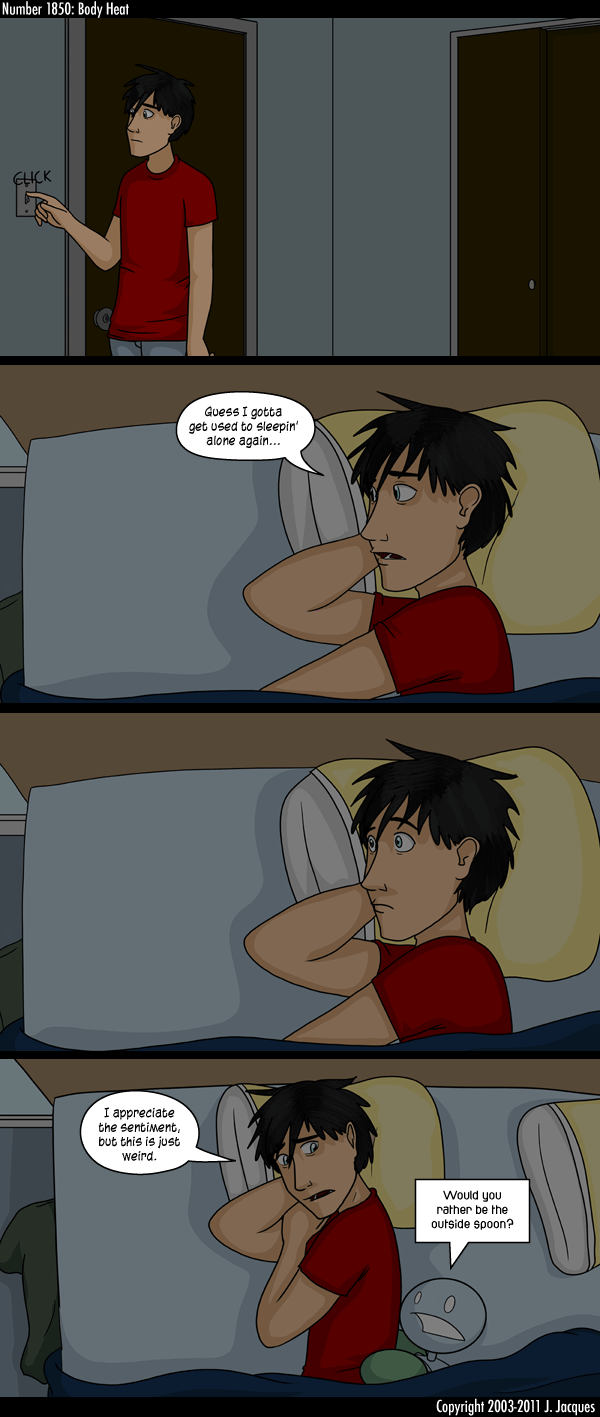 Number 1850: Body Heat
CLICK
Guess I gotta
get used to sleepin'
alone again...
I appreciate
the sentiment,
but this is just
weird.
Would you
rather be the
outside spoon?
Copyright 2003-2011 J. Jacques